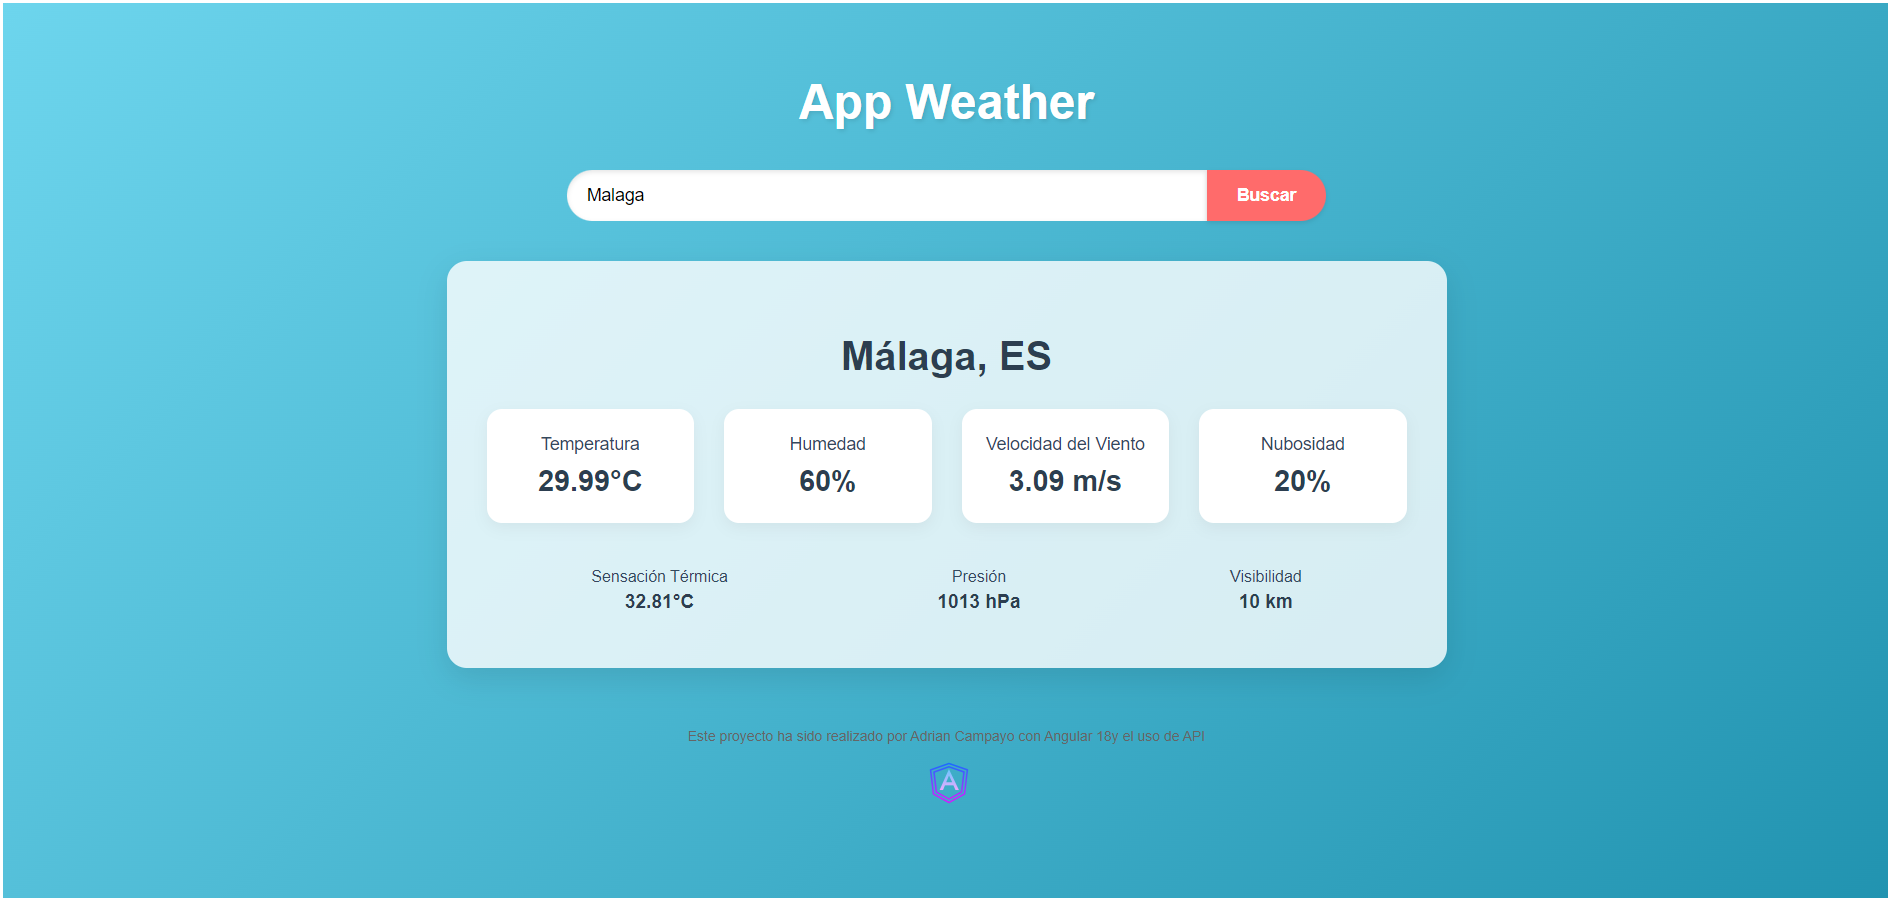 App Weather
Malaga
Buscar
Málaga, ES
Temperatura
29.99°C
Humedad
60%
Velocidad del Viento
3.09 m/s
Nubosidad
20%
Sensación Térmica
32.81°C
Presión
1013 hPa
Visibilidad
10 km
Este proyecto ha sido realizado por Adrian Campayo con Angular 18y el uso de API
A